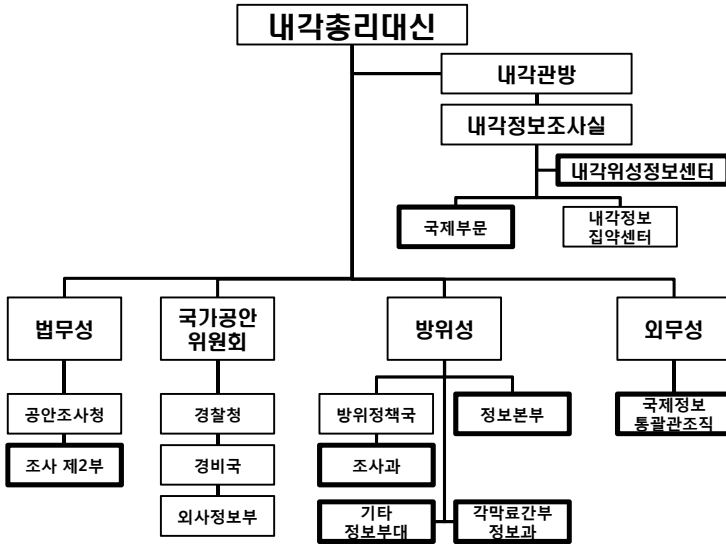 내각총리대신
내각관방
내각정보조사실
내각위성정보센터
국제부문
내각정보
집약센터
법무성
국가공안
위원회
방위성
외무성
공안조사청
경찰청
방위정책국
정보본부
국제정보
통괄관조직
조사 제2부
경비국
조사과
외사정보부
기타
정보부대
각막료간부
정보과